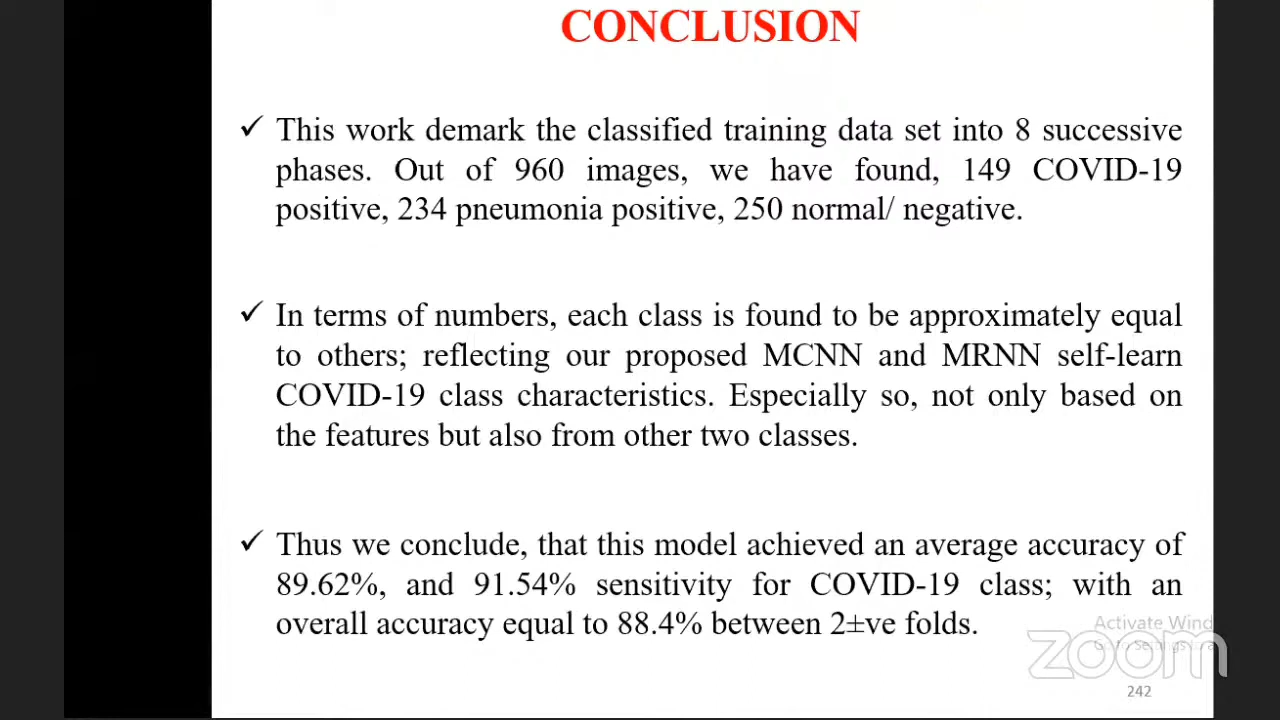 CONCLUSION
✓ This work demark the classified training data set into 8 successive
phases. Out of 960 images, we have found, 149 COVID-19
positive, 234 pneumonia positive, 250 normal/ negative.
✓ In terms of numbers, each class is found to be approximately equal
to others; reflecting our proposed MCNN and MRNN self-learn
COVID-19 class characteristics. Especially so, not only based on
the features but also from other two classes.
✓ Thus we conclude, that this model achieved an average accuracy of
89.62%, and 91.54% sensitivity for COVID-19 class; with an
overall accuracy equal to 88.4% between 2±ve folds.
Activate Wind
Go to Settings
zoom
242